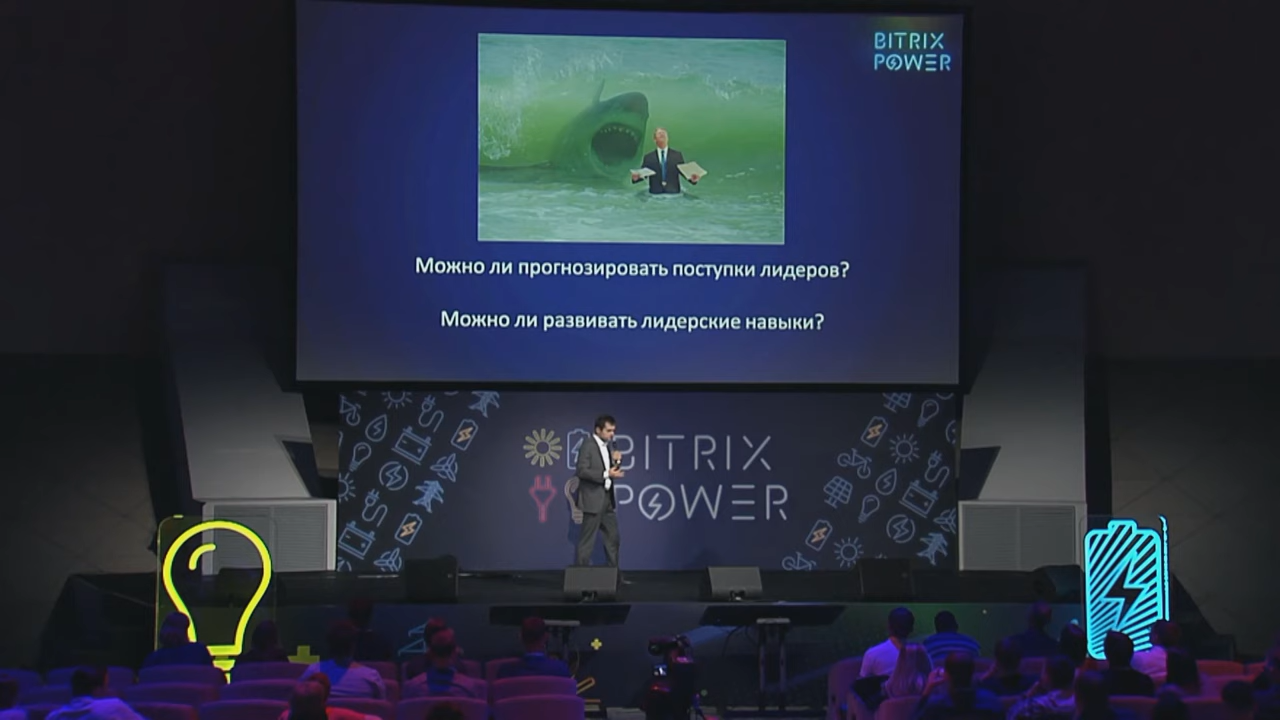 BITRIX
POWER
Можно ли прогнозировать поступки лидеров?
Можно ли развивать лидерские навыки?
BITRIX
POWER